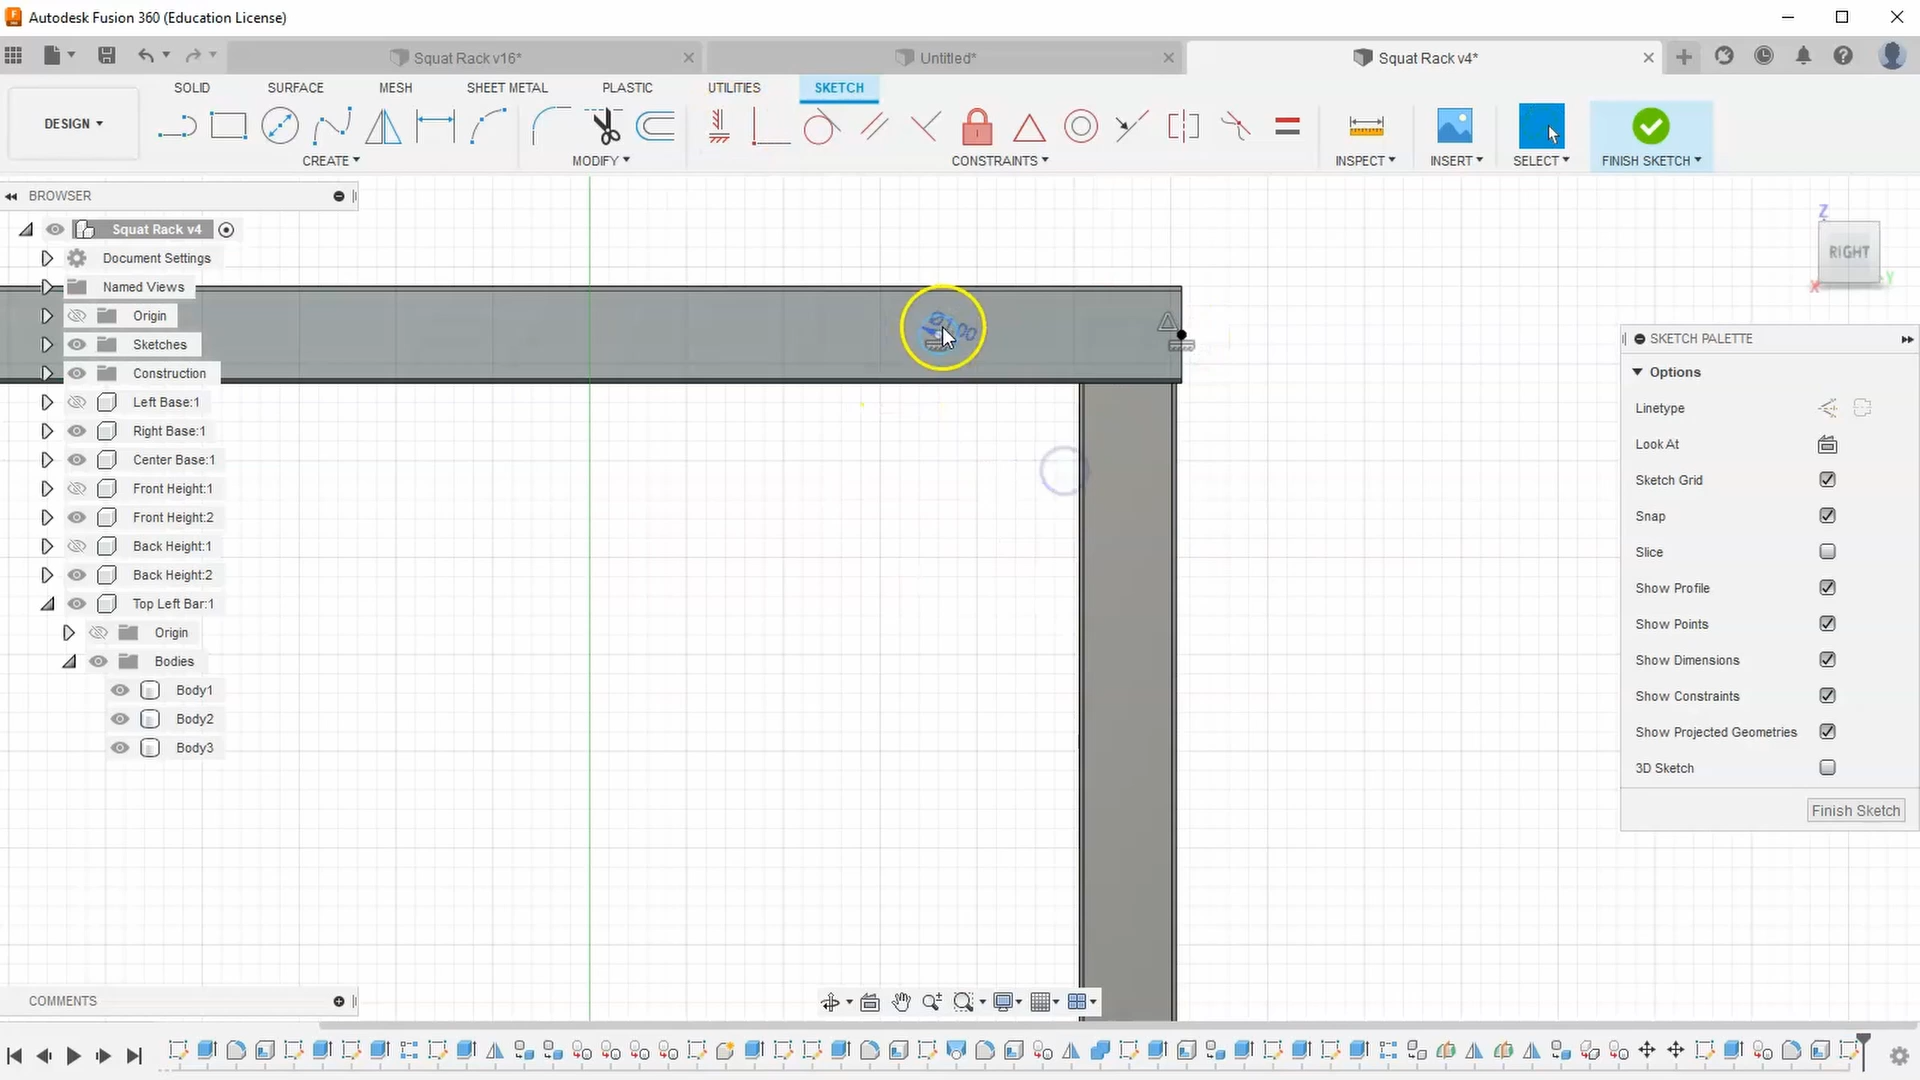 Autodesk Fusion 360 (Education License)
Squat Rack v16*
Untitled*
Squat Rack v4*
SOLID
SURFACE
MESH
SHEET METAL
PLASTIC
UTILITIES
SKETCH
DESIGN
CREATE
MODIFY
CONSTRAINTS
INSPECT
INSERT
SELECT
FINISH SKETCH
BROWSER
Squat Rack v4
Document Settings
Named Views
Origin
Sketches
Construction
Left Base:1
Right Base:1
Center Base:1
Front Height:1
Front Height:2
Back Height:1
Back Height:2
Top Left Bar:1
Origin
Bodies
Body1
Body2
Body3
Ø1.00
Z
RIGHT
X
Y
SKETCH PALETTE
Options
Linetype
Look At
Sketch Grid
Snap
Slice
Show Profile
Show Points
Show Dimensions
Show Constraints
Show Projected Geometries
3D Sketch
Finish Sketch
COMMENTS